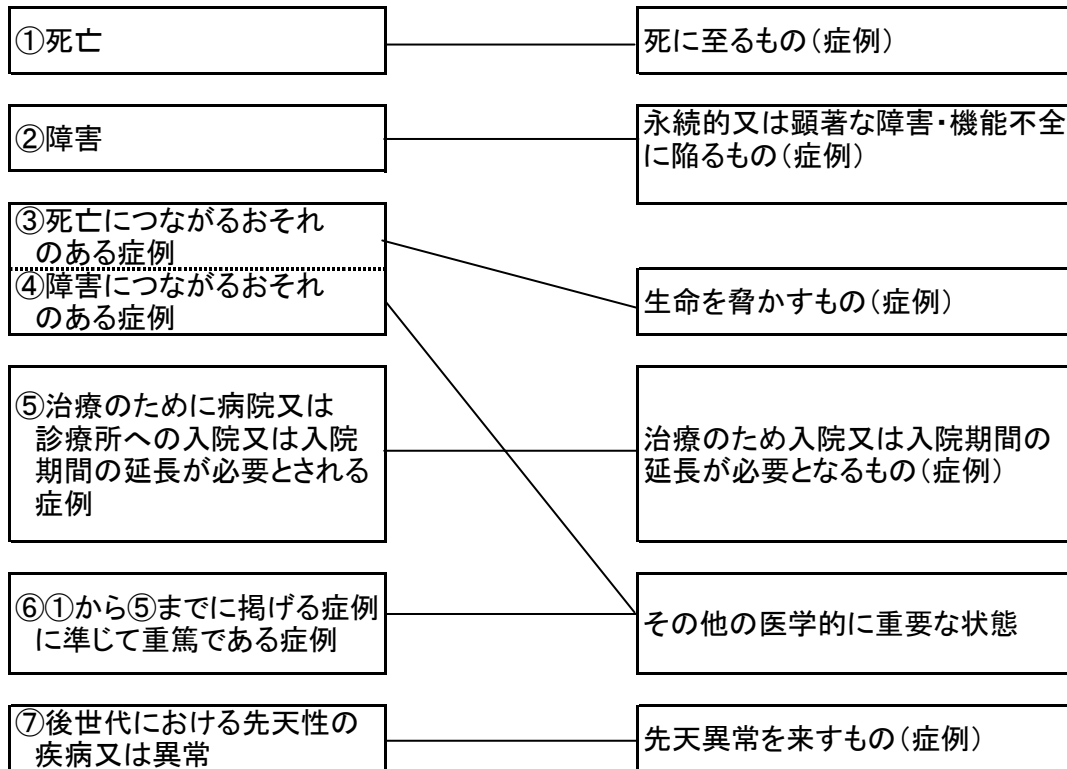 ①死亡
死に至るもの（症例）
②障害
永続的又は顕著な障害・機能不全
に陥るもの（症例）
③死亡につながるおそれ
のある症例
④障害につながるおそれ
のある症例
生命を脅かすもの（症例）
⑤治療のために病院又は
診療所への入院又は入院
期間の延長が必要とされる
症例
治療のため入院又は入院期間の
延長が必要となるもの（症例）
⑥①から⑤までに掲げる症例
に準じて重篤である症例
その他の医学的に重要な状態
⑦後世代における先天性の
疾病又は異常
先天異常を来すもの（症例）